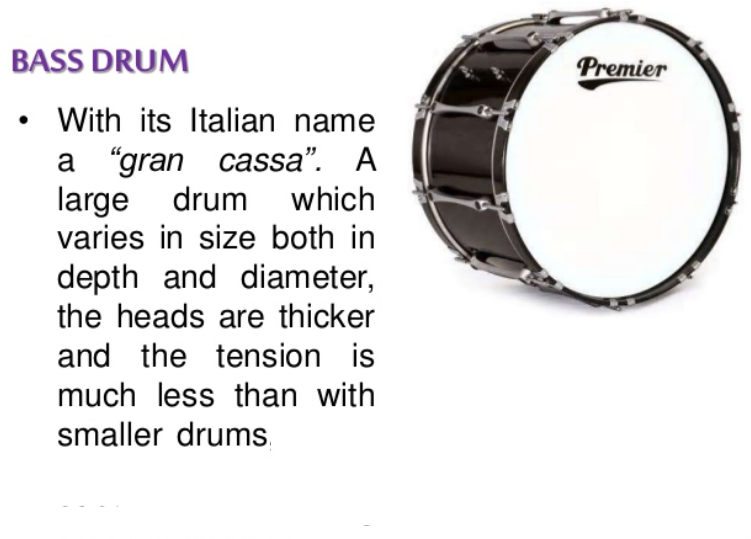 BASS DRUM
• With its Italian name
a “gran cassa”. A
large drum which
varies in size both in
depth and diameter,
the heads are thicker
and the tension is
much less than with
smaller drums
Premier